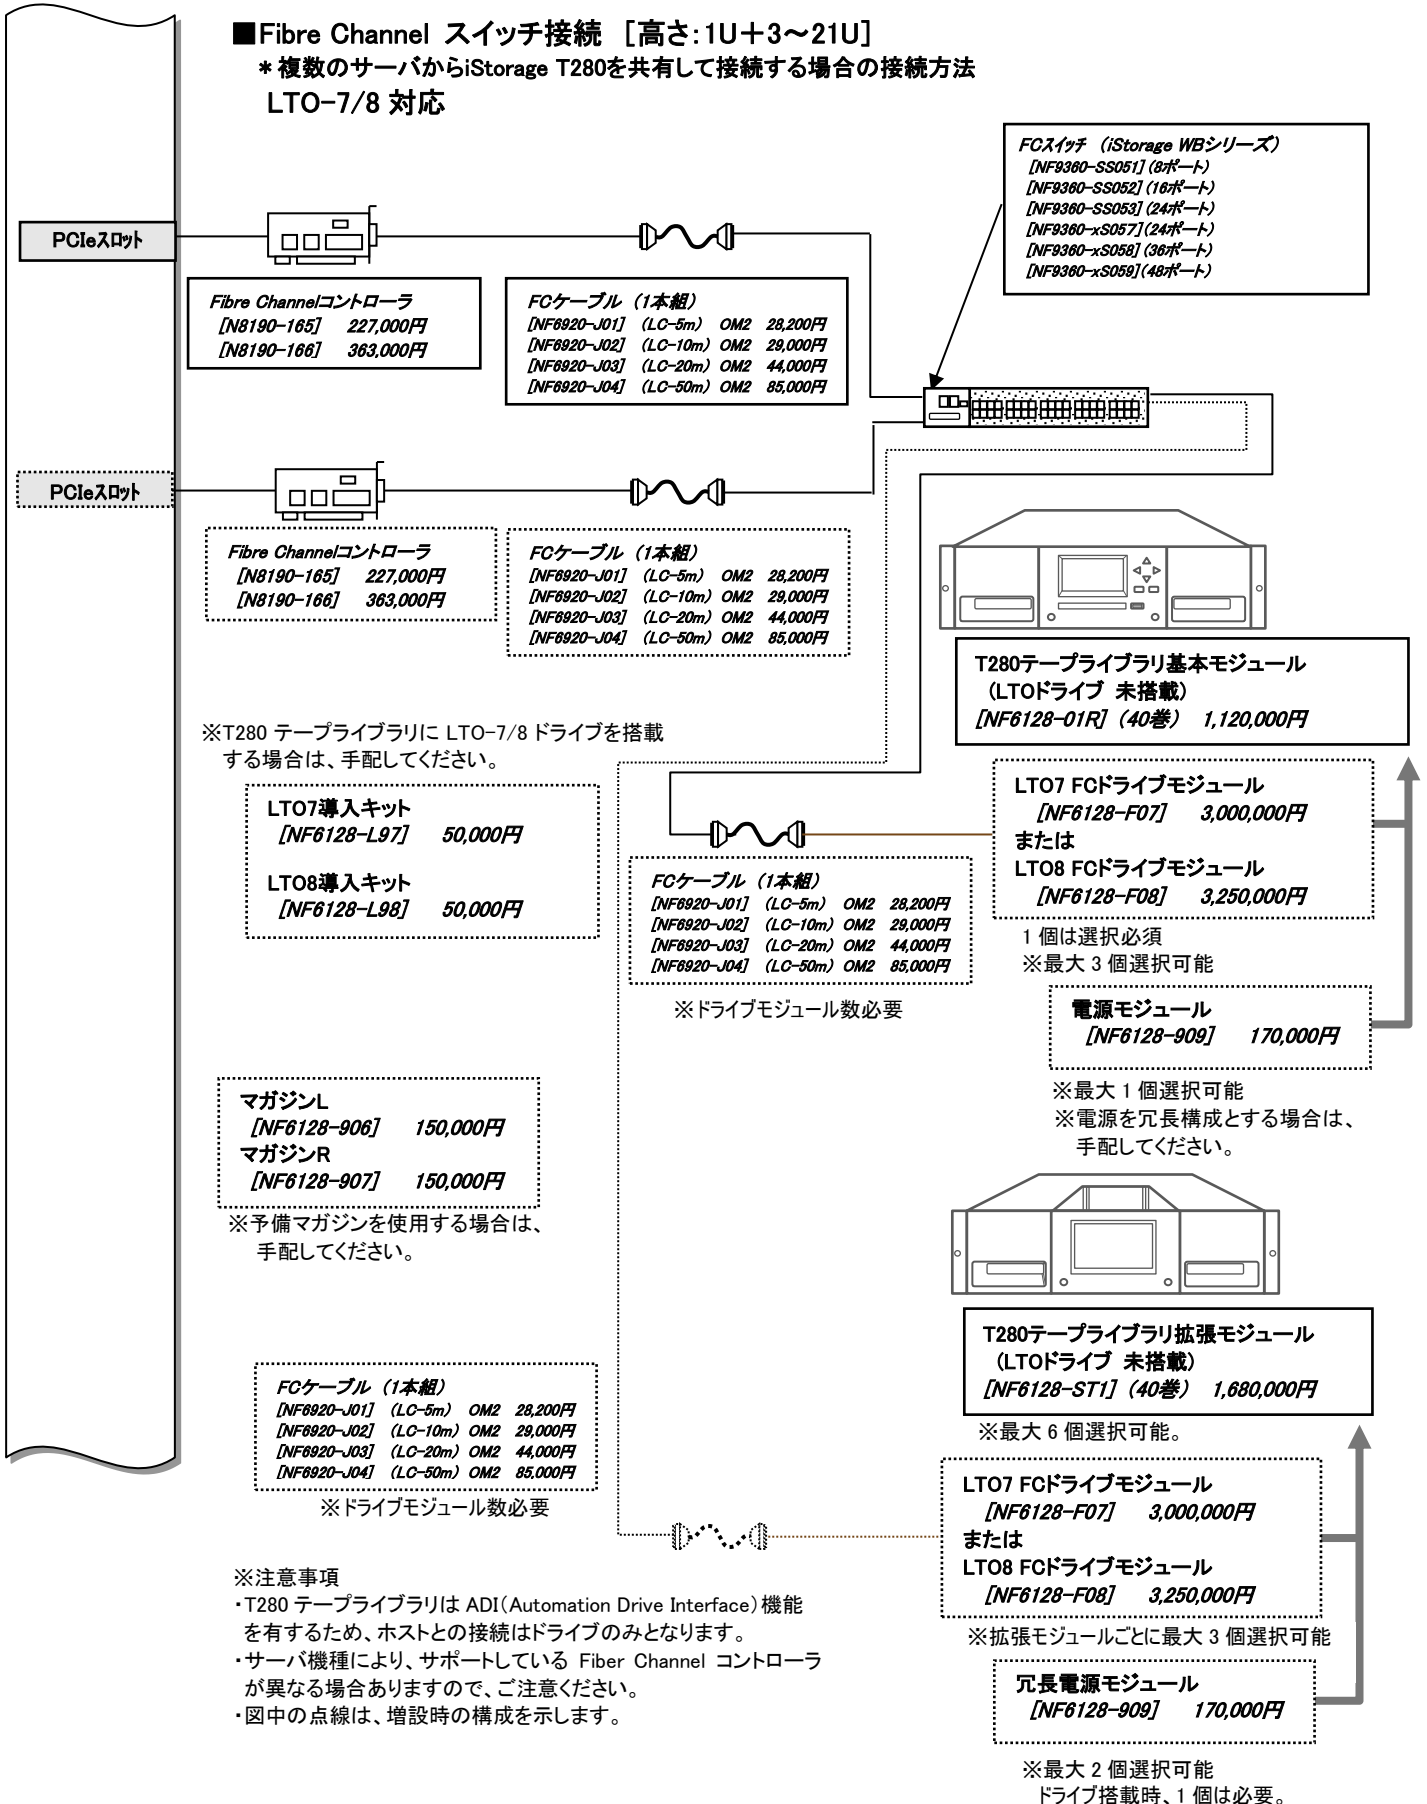 ■Fibre Channel スイッチ接続 [高さ:1U+3~21U]
*複数のサーバからiStorage T280を共有して接続する場合の接続方法
LTO-7/8 対応
FCスイッチ (iStorage WBシリーズ)
[NF9360-SS051](8ポート)
[NF9360-SS052](16ポート)
[NF9360-SS053](24ポート)
[NF9360-xS057](24ポート)
[NF9360-xS058](36ポート)
[NF9360-xS059](48ポート)
PCIeスロット
Fibre Channelコントローラ
[N8190-165] 227,000円
[N8190-166] 363,000円
FCケーブル (1本組)
[NF6920-J01] (LC-5m) OM2 28,200円
[NF6920-J02] (LC-10m) OM2 29,000円
[NF6920-J03] (LC-20m) OM2 44,000円
[NF6920-J04] (LC-50m) OM2 85,000円
PCIeスロット
Fibre Channelコントローラ
[N8190-165] 227,000円
[N8190-166] 363,000円
FCケーブル (1本組)
[NF6920-J01] (LC-5m) OM2 28,200円
[NF6920-J02] (LC-10m) OM2 29,000円
[NF6920-J03] (LC-20m) OM2 44,000円
[NF6920-J04] (LC-50m) OM2 85,000円
T280テープライブラリ基本モジュール
(LTOドライブ 未搭載)
[NF6128-01R] (40巻) 1,120,000円
※T280 テープライブラリに LTO-7/8 ドライブを搭載
する場合は、手配してください。
LTO7導入キット
[NF6128-L97] 50,000円
LTO8導入キット
[NF6128-L98] 50,000円
LTO7 FCドライブモジュール
[NF6128-F07] 3,000,000円
または
LTO8 FCドライブモジュール
[NF6128-F08] 3,250,000円
1 個は選択必須
※最大 3 個選択可能
FCケーブル (1本組)
[NF6920-J01] (LC-5m) OM2 28,200円
[NF6920-J02] (LC-10m) OM2 29,000円
[NF6920-J03] (LC-20m) OM2 44,000円
[NF6920-J04] (LC-50m) OM2 85,000円
※ドライブモジュール数必要
電源モジュール
[NF6128-909] 170,000円
※最大 1 個選択可能
※電源を冗長構成とする場合は、
手配してください。
マガジンL
[NF6128-906] 150,000円
マガジンR
[NF6128-907] 150,000円
※予備マガジンを使用する場合は、
手配してください。
T280テープライブラリ拡張モジュール
(LTOドライブ 未搭載)
[NF6128-ST1] (40巻) 1,680,000円
※最大 6 個選択可能。
FCケーブル (1本組)
[NF6920-J01] (LC-5m) OM2 28,200円
[NF6920-J02] (LC-10m) OM2 29,000円
[NF6920-J03] (LC-20m) OM2 44,000円
[NF6920-J04] (LC-50m) OM2 85,000円
※ドライブモジュール数必要
LTO7 FCドライブモジュール
[NF6128-F07] 3,000,000円
または
LTO8 FCドライブモジュール
[NF6128-F08] 3,250,000円
※拡張モジュールごとに最大 3 個選択可能
冗長電源モジュール
[NF6128-909] 170,000円
※最大 2 個選択可能
ドライブ搭載時、1 個は必要。
※注意事項
・T280 テープライブラリは ADI(Automation Drive Interface)機能
を有するため、ホストとの接続はドライブのみとなります。
・サーバ機種により、サポートしている Fiber Channel コントローラ
が異なる場合ありますので、ご注意ください。
・図中の点線は、増設時の構成を示します。